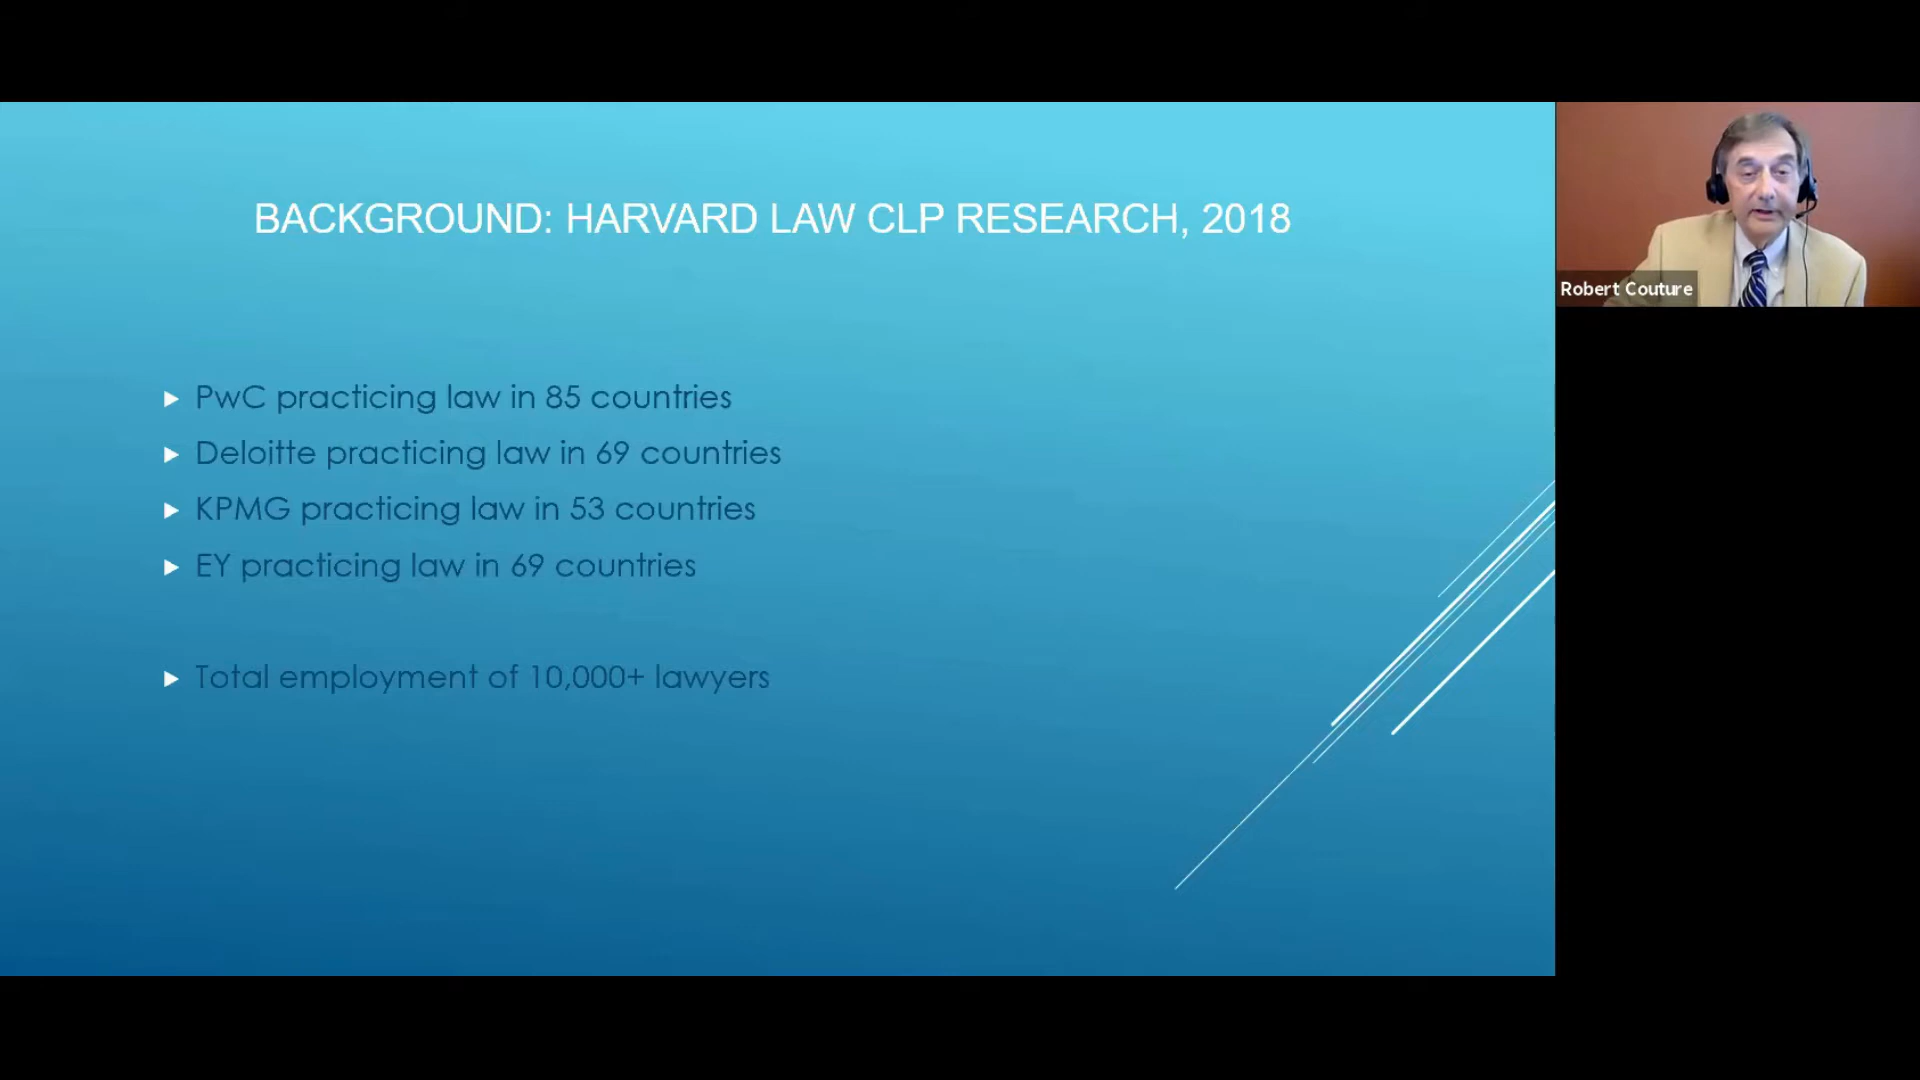 BACKGROUND: HARVARD LAW CLP RESEARCH, 2018
PwC practicing law in 85 countries
Deloitte practicing law in 69 countries
KPMG practicing law in 53 countries
EY practicing law in 69 countries
Total employment of 10,000+ lawyers
Robert Couture